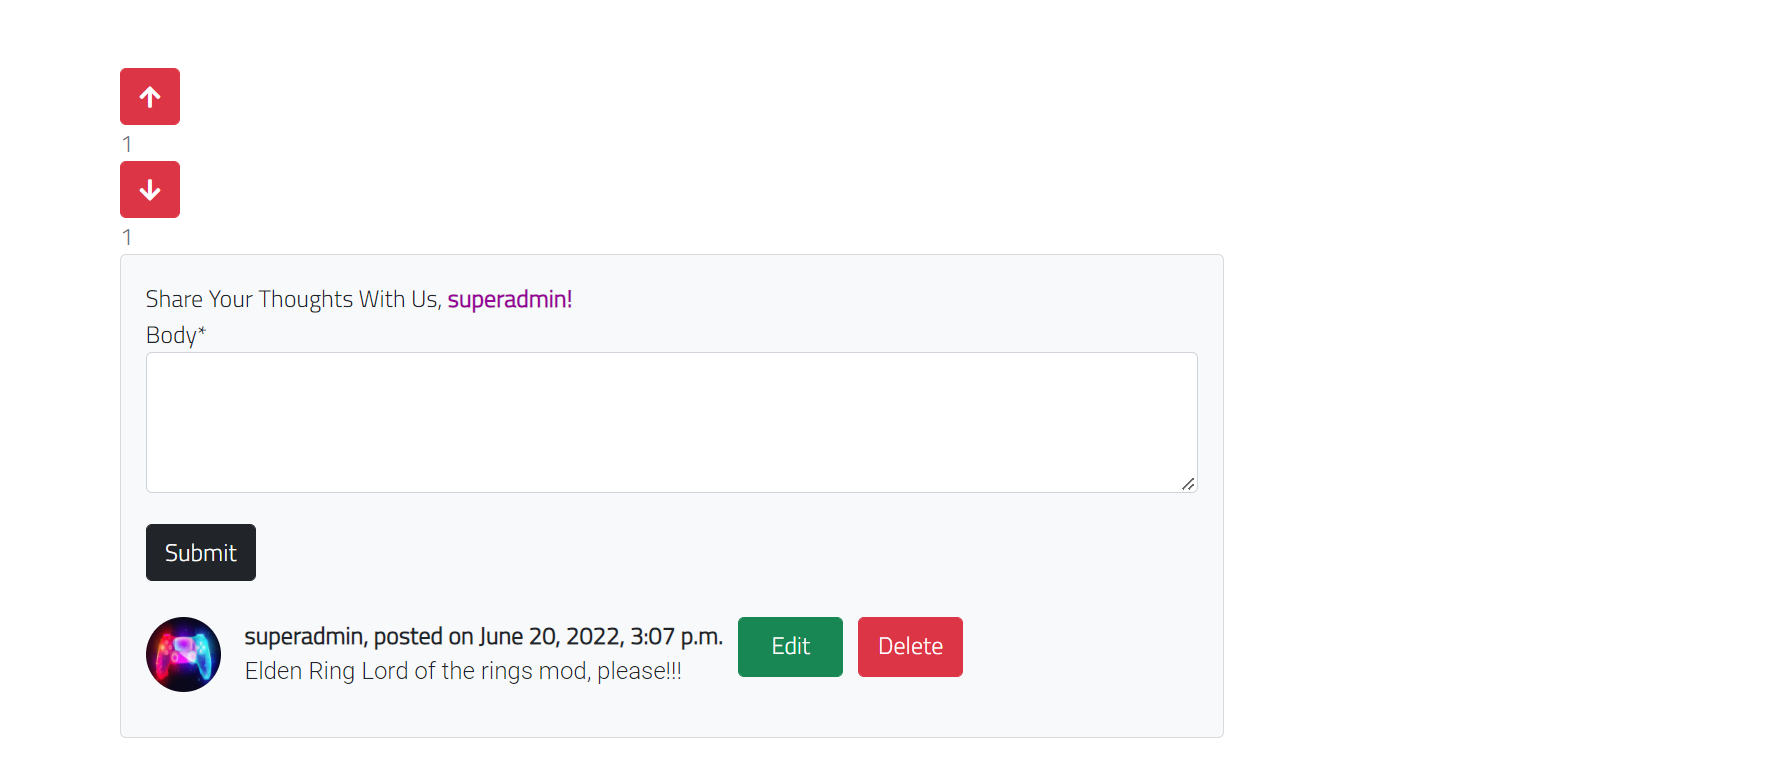 1
1
Share Your Thoughts With Us, superadmin!
Body*
Submit
superadmin, posted on June 20, 2022, 3:07 p.m.
Elden Ring Lord of the rings mod, please!!!
Edit
Delete